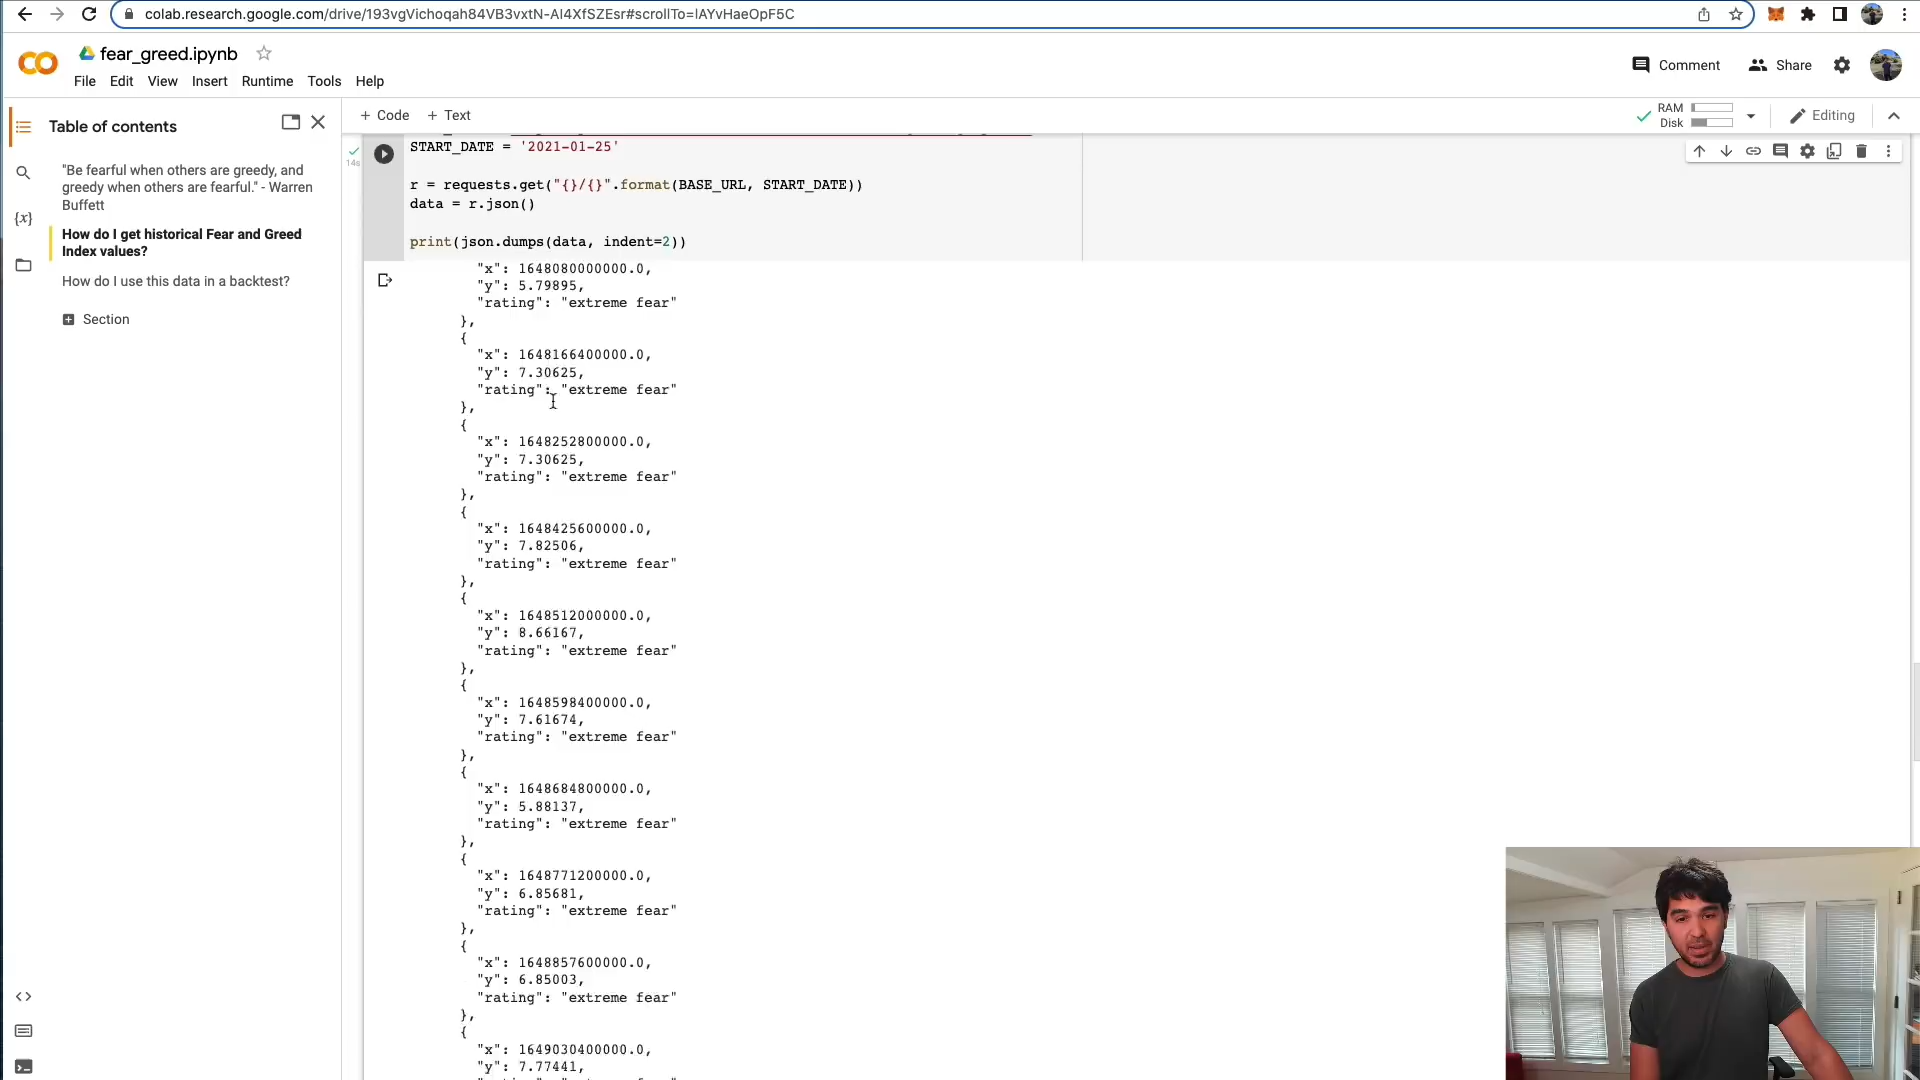 colab.research.google.com/drive/193vgVichoqah84VB3vxtN-Al4XfSZEsr#scrollTo=lAYvHaeOpF5C
fear_greed.ipynb
File Edit View Insert Runtime Tools Help
Comment
Share
Table of contents
"Be fearful when others are greedy, and
greedy when others are fearful." - Warren
Buffett
How do I get historical Fear and Greed
Index values?
How do I use this data in a backtest?
Section
+ Code + Text
RAM
Disk
Editing
14s
START_DATE = '2021-01-25'
r = requests.get("{}/{}".format(BASE_URL, START_DATE))
data = r.json()
print(json.dumps(data, indent=2))
"x": 1648080000000.0,
"y": 5.79895,
"rating": "extreme fear"
},
{
"x": 1648166400000.0,
"y": 7.30625,
"rating": "extreme fear"
},
{
"x": 1648252800000.0,
"y": 7.30625,
"rating": "extreme fear"
},
{
"x": 1648425600000.0,
"y": 7.82506,
"rating": "extreme fear"
},
{
"x": 1648512000000.0,
"y": 8.66167,
"rating": "extreme fear"
},
{
"x": 1648598400000.0,
"y": 7.61674,
"rating": "extreme fear"
},
{
"x": 1648684800000.0,
"y": 5.88137,
"rating": "extreme fear"
},
{
"x": 1648771200000.0,
"y": 6.85681,
"rating": "extreme fear"
},
{
"x": 1648857600000.0,
"y": 6.85003,
"rating": "extreme fear"
},
{
"x": 1649030400000.0,
"y": 7.77441,